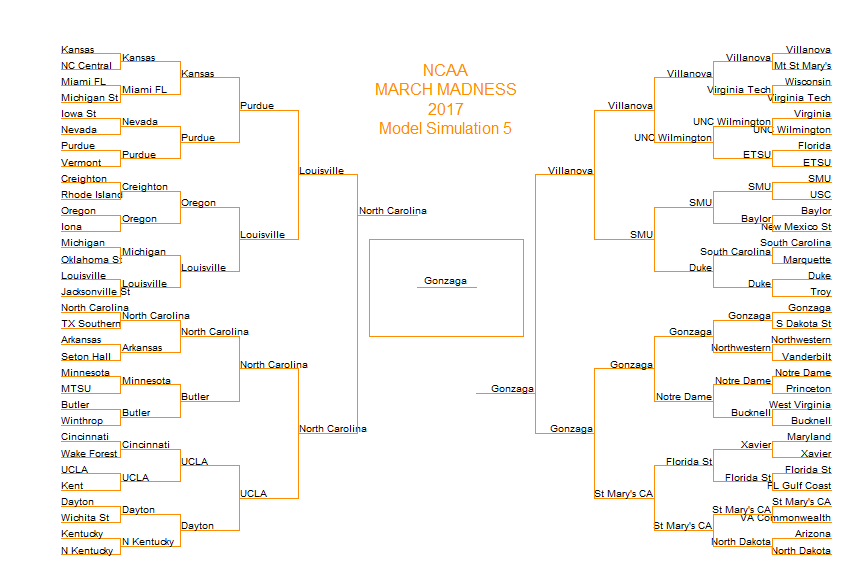 NCAA
MARCH MADNESS
2017
Model Simulation 5
Kansas
NC Central
Miami FL
Michigan St
Iowa St
Nevada
Purdue
Vermont
Creighton
Rhode Island
Oregon
Iona
Michigan
Oklahoma St
Louisville
Jacksonville St
North Carolina
TX Southern
Arkansas
Seton Hall
Minnesota
MTSU
Butler
Winthrop
Cincinnati
Wake Forest
UCLA
Kent
Dayton
Wichita St
Kentucky
N Kentucky
Kansas
Miami FL
Nevada
Purdue
Creighton
Oregon
Michigan
Louisville
North Carolina
Arkansas
Minnesota
Butler
Cincinnati
UCLA
Dayton
N Kentucky
Kansas
Purdue
Oregon
Louisville
North Carolina
Butler
UCLA
Dayton
Purdue
Louisville
North Carolina
UCLA
Louisville
North Carolina
North Carolina
Gonzaga
Gonzaga
Villanova
Gonzaga
Villanova
SMU
Gonzaga
St Mary's CA
Villanova
UNC Wilmington
SMU
Duke
Gonzaga
Notre Dame
Florida St
St Mary's CA
Villanova
Virginia Tech
UNC Wilmington
ETSU
SMU
Baylor
South Carolina
Duke
Gonzaga
Northwestern
Notre Dame
Bucknell
Xavier
Florida St
St Mary's CA
North Dakota
Villanova
Mt St Mary's
Wisconsin
Virginia Tech
Virginia
UNC Wilmington
Florida
ETSU
SMU
USC
Baylor
New Mexico St
South Carolina
Marquette
Duke
Troy
Gonzaga
S Dakota St
Northwestern
Vanderbilt
Notre Dame
Princeton
West Virginia
Bucknell
Maryland
Xavier
Florida St
FL Gulf Coast
St Mary's CA
VA Commonwealth
Arizona
North Dakota